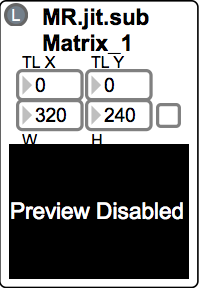 L MR.jit.sub
Matrix_1
TL X TL Y
0 0
320 240
W H
Preview Disabled